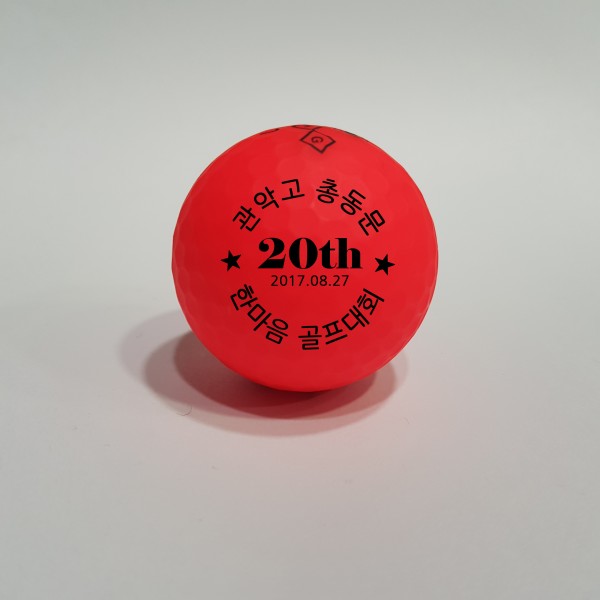 관악고 총동문
★ 20th ★
2017.08.27
한마음 골프대회